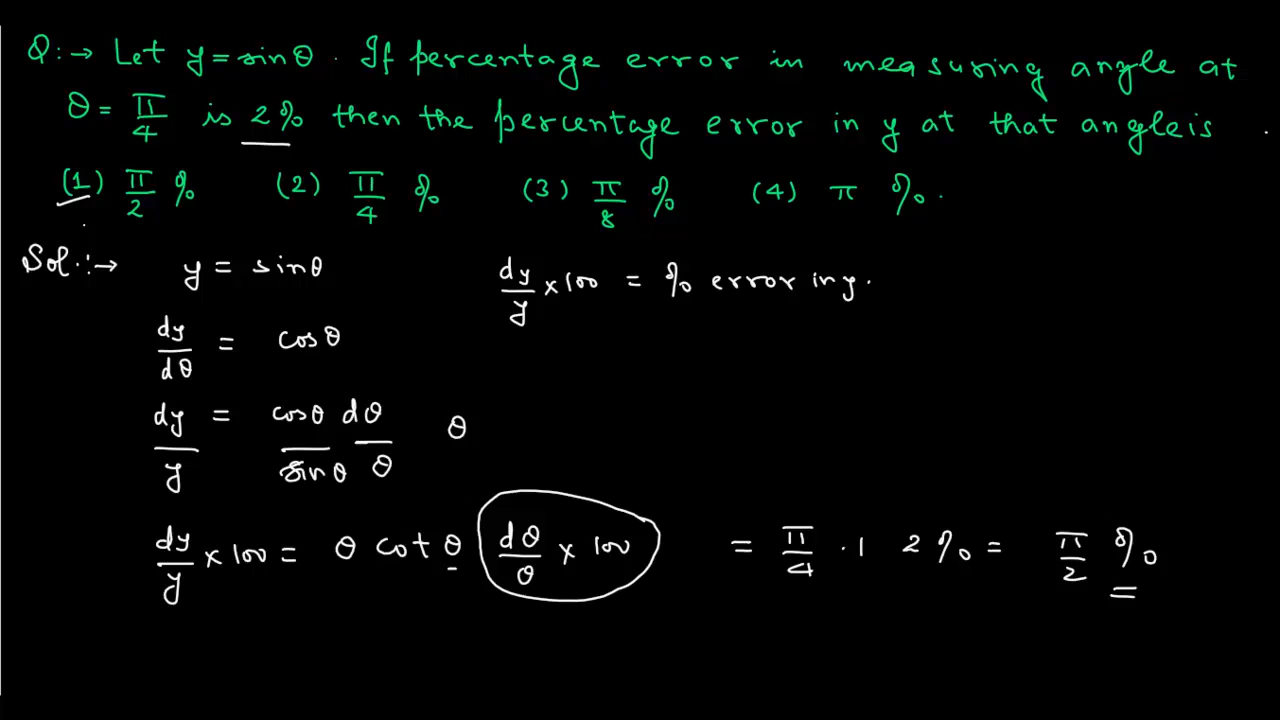 Q:→ Let y = sinθ. If percentage error in measuring angle at
θ = π/4 is 2% then the percentage error in y at that angle is
(1) π/2 % (2) π/4 % (3) π/8 % (4) π %.
Sol.:→ y = sinθ dy/y × 100 = % error in y.
dy/dθ = cosθ
dy/y = cosθ/sinθ dθ/θ θ
dy/y × 100 = θ cot θ dθ/θ × 100 = π/4 · 1 2% = π/2 %